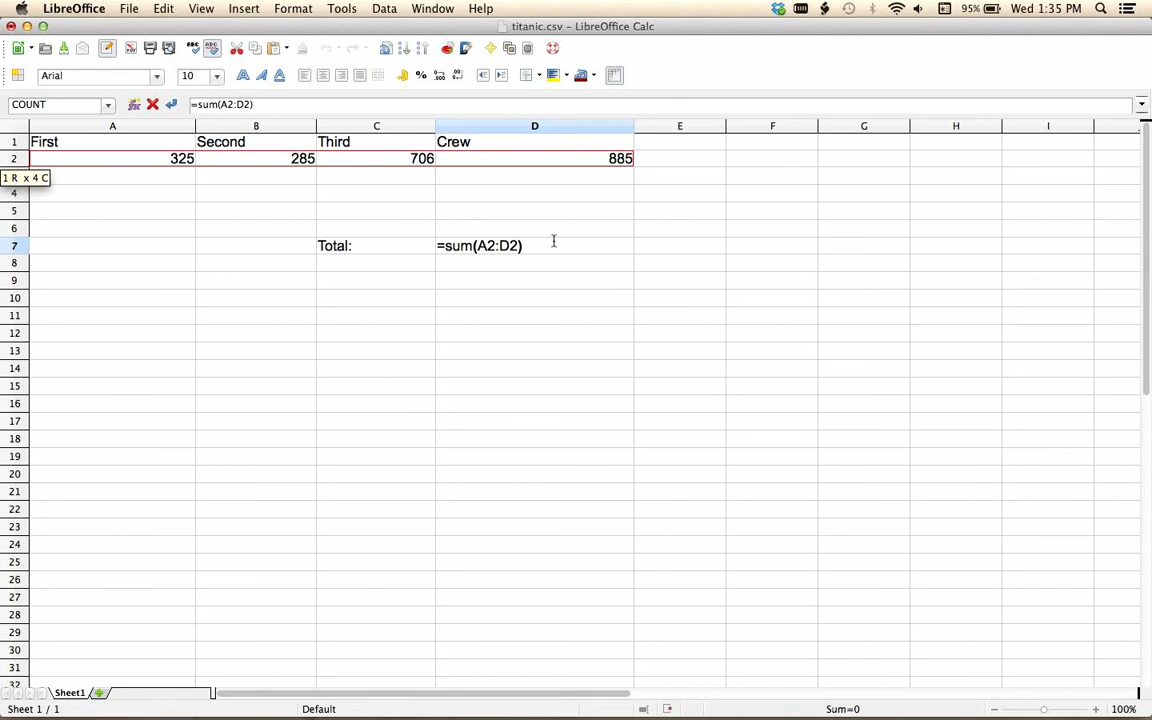 LibreOffice File Edit View Insert Format Tools Data Window Help 95% Wed 1:35 PM
titanic.csv – LibreOffice Calc
Arial 10
COUNT =sum(A2:D2)
A B C D E F G H I
1 First Second Third Crew
2 325 285 706 885
1 R x 4 C
4
5
6
7 Total: =sum(A2:D2)
8
9
10
11
12
13
14
15
16
17
18
19
20
21
22
23
24
25
26
27
28
29
30
31
32
Sheet1
Sheet 1 / 1 Default Sum=0 100%